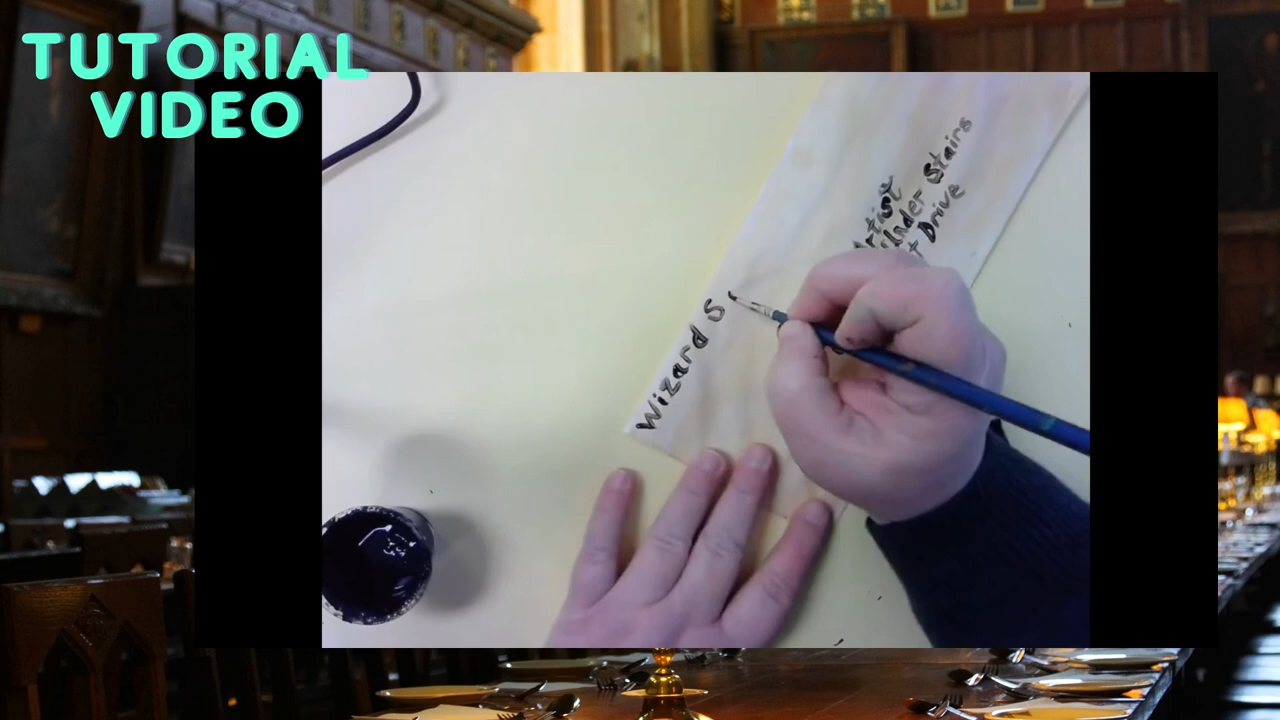 TUTORIAL
VIDEO
Artist
Under Stairs
t Drive
Wizard S